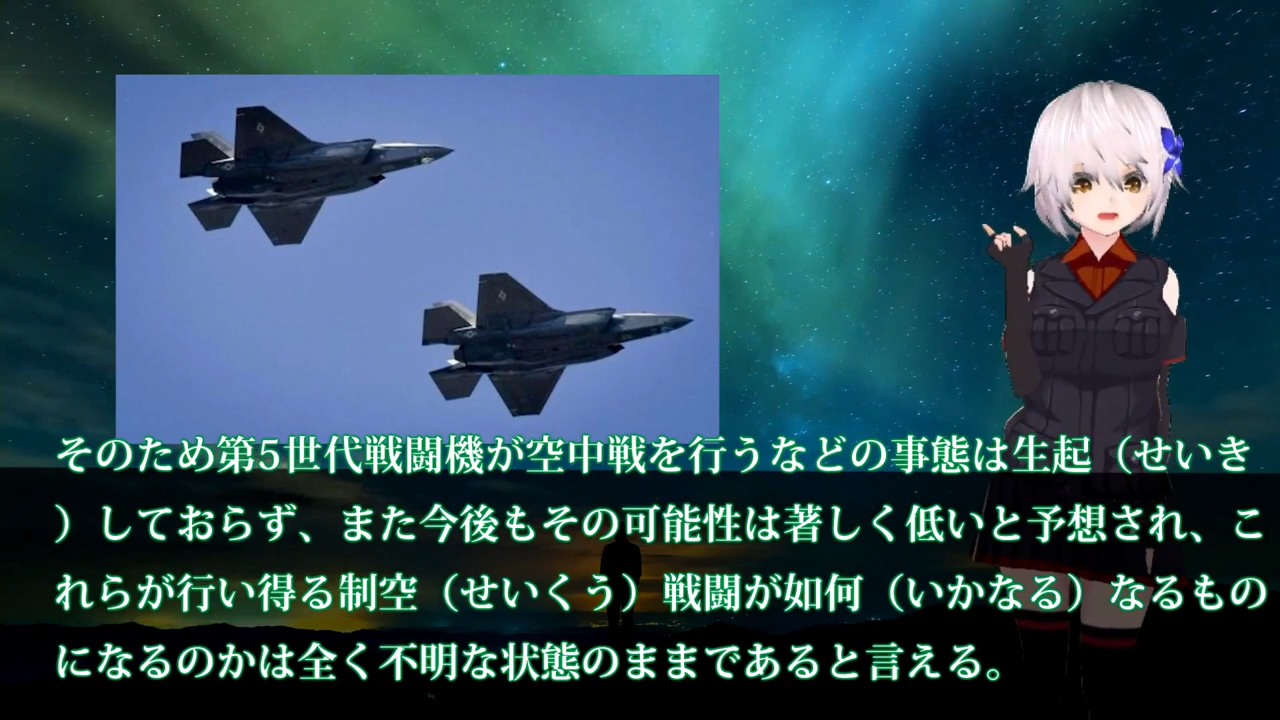 そのため第5世代戦闘機が空中戦を行うなどの事態は生起（せいき
）しておらず、また今後もその可能性は著しく低いと予想され、こ
れらが行い得る制空（せいくう）戦闘が如何（いかなる）なるもの
になるのかは全く不明な状態のままであると言える。